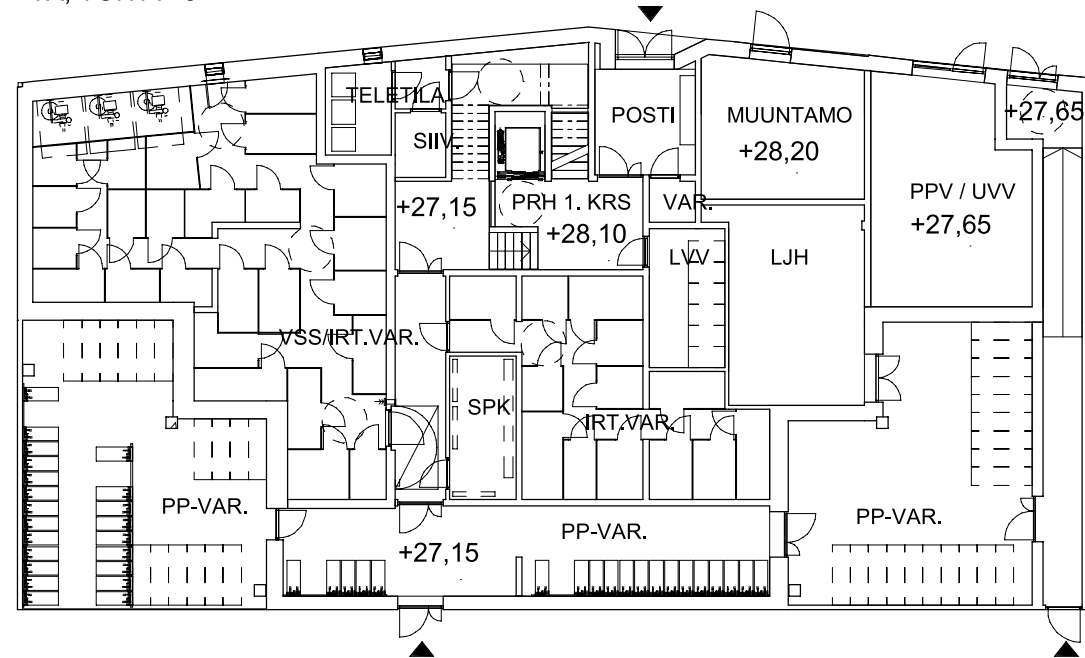 TELETILA
POSTI
MUUNTAMO
+28,20
+27,65
SIIV.
PPV / UVV
+27,65
+27,15
PRH 1. KRS
+28,10
VAR.
LVV
LJH
VSS/IRT.VAR.
SPK
IRT.VAR.
PP-VAR.
PP-VAR.
PP-VAR.
+27,15